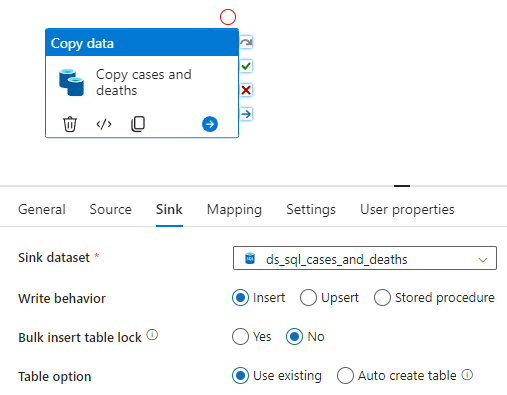 Copy data
Copy cases and
deaths
General Source Sink Mapping Settings User properties
Sink dataset * ds_sql_cases_and_deaths
Write behavior Insert Upsert Stored procedure
Bulk insert table lock Yes No
Table option Use existing Auto create table